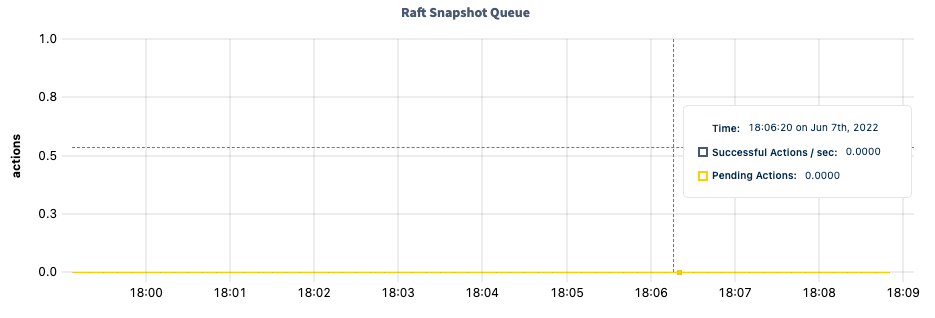 Raft Snapshot Queue
1.0
0.8
0.5
0.3
0.0
actions
Time: 18:06:20 on Jun 7th, 2022
Successful Actions / sec: 0.0000
Pending Actions: 0.0000
18:00 18:01 18:02 18:03 18:04 18:05 18:06 18:07 18:08 18:09